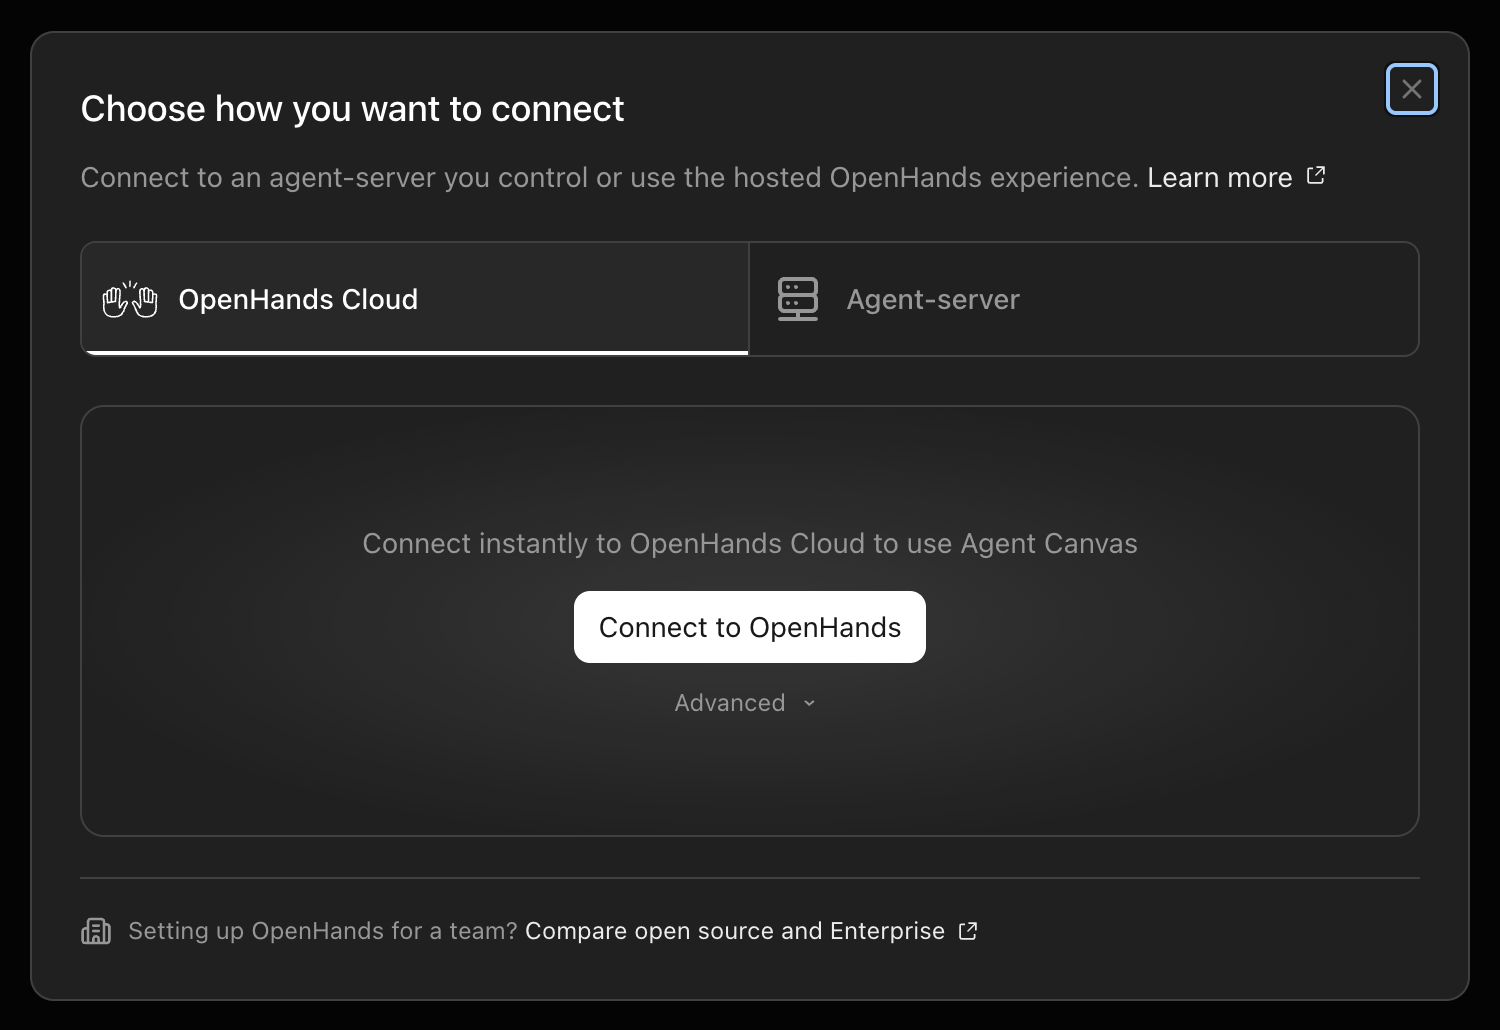 Choose how you want to connect
Connect to an agent-server you control or use the hosted OpenHands experience. Learn more
OpenHands Cloud
Agent-server
Connect instantly to OpenHands Cloud to use Agent Canvas
Connect to OpenHands
Advanced
Setting up OpenHands for a team? Compare open source and Enterprise